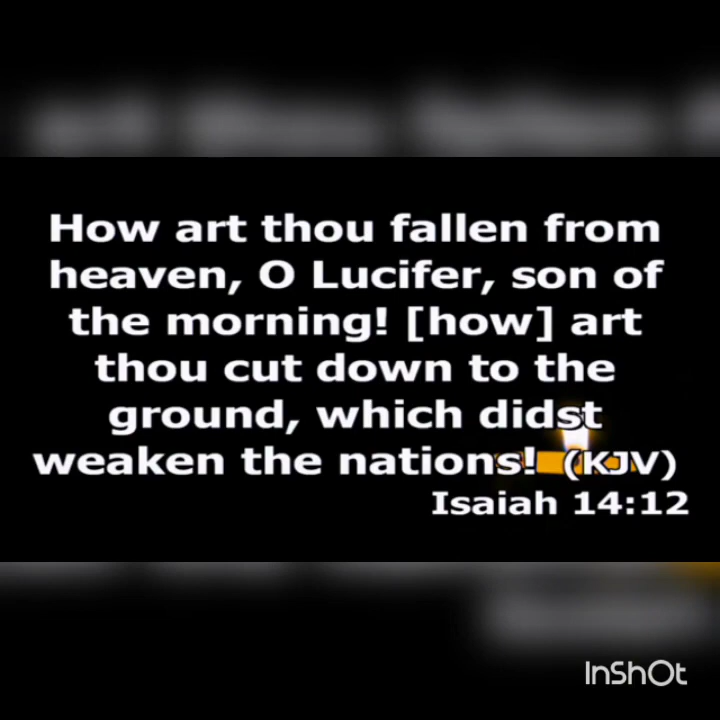 How art thou fallen from
heaven, O Lucifer, son of
the morning! [how] art
thou cut down to the
ground, which didst
weaken the nations! (KJV)
Isaiah 14:12
InShOt